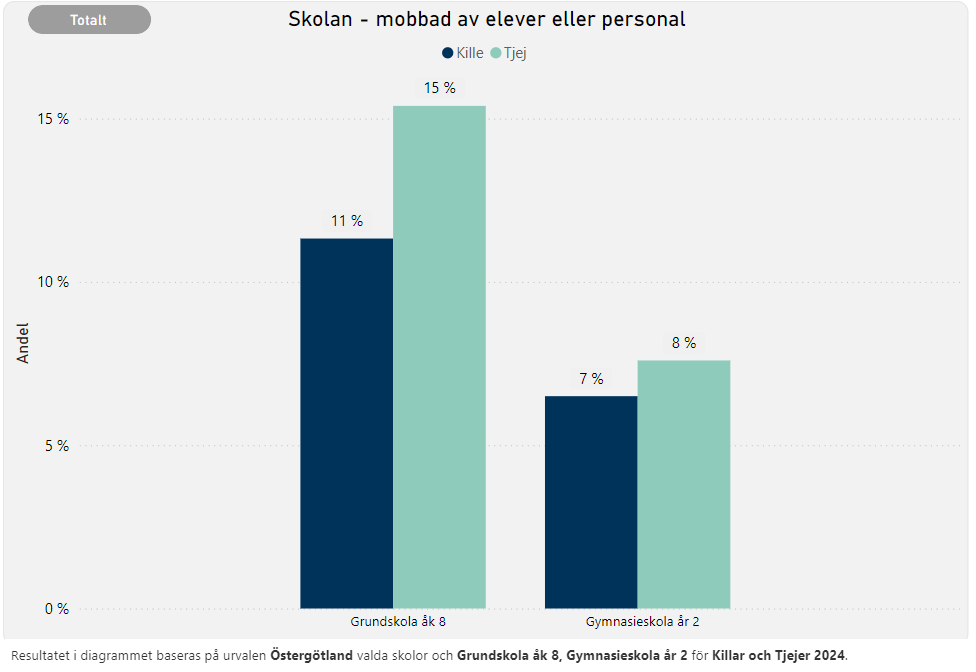 Totalt
Skolan - mobbad av elever eller personal
Kille Tjej
15 %
15 %
11 %
10 %
Andel
8 %
7 %
5 %
0 %
Grundskola åk 8 Gymnasieskola år 2
Resultatet i diagrammet baseras på urvalen Östergötland valda skolor och Grundskola åk 8, Gymnasieskola år 2 för Killar och Tjejer 2024.